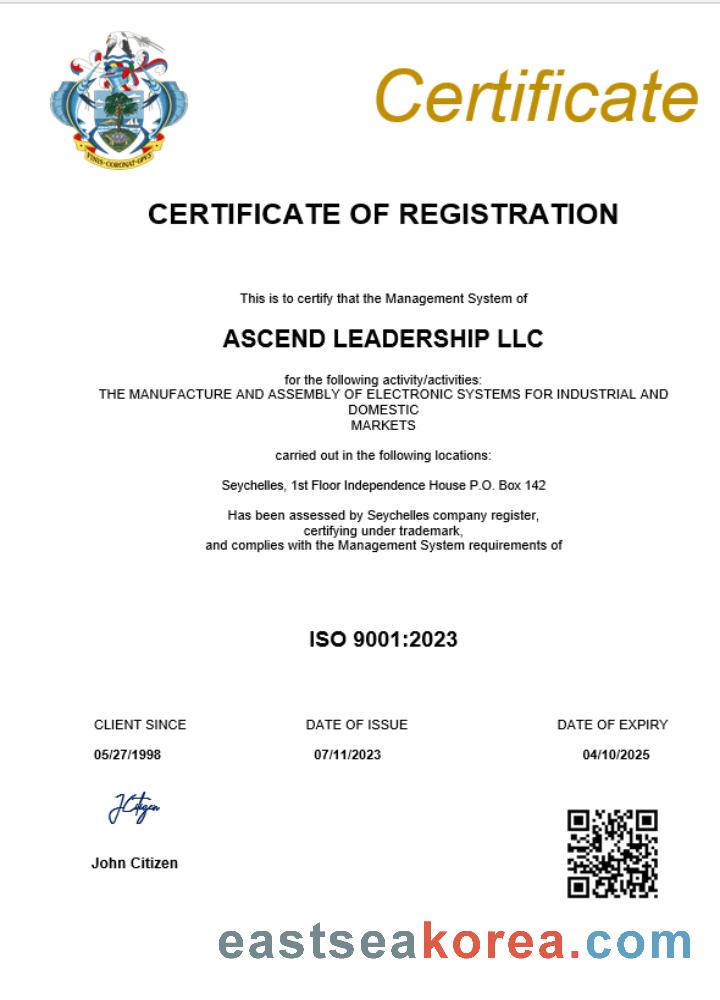 FINIS CORONAT OPUS
Certificate
CERTIFICATE OF REGISTRATION
This is to certify that the Management System of
ASCEND LEADERSHIP LLC
for the following activity/activities:
THE MANUFACTURE AND ASSEMBLY OF ELECTRONIC SYSTEMS FOR INDUSTRIAL AND
DOMESTIC
MARKETS
carried out in the following locations:
Seychelles, 1st Floor Independence House P.O. Box 142
Has been assessed by Seychelles company register,
certifying under trademark,
and complies with the Management System requirements of
ISO 9001:2023
CLIENT SINCE DATE OF ISSUE DATE OF EXPIRY
05/27/1998 07/11/2023 04/10/2025
JCitizen
John Citizen
eastseakorea.com